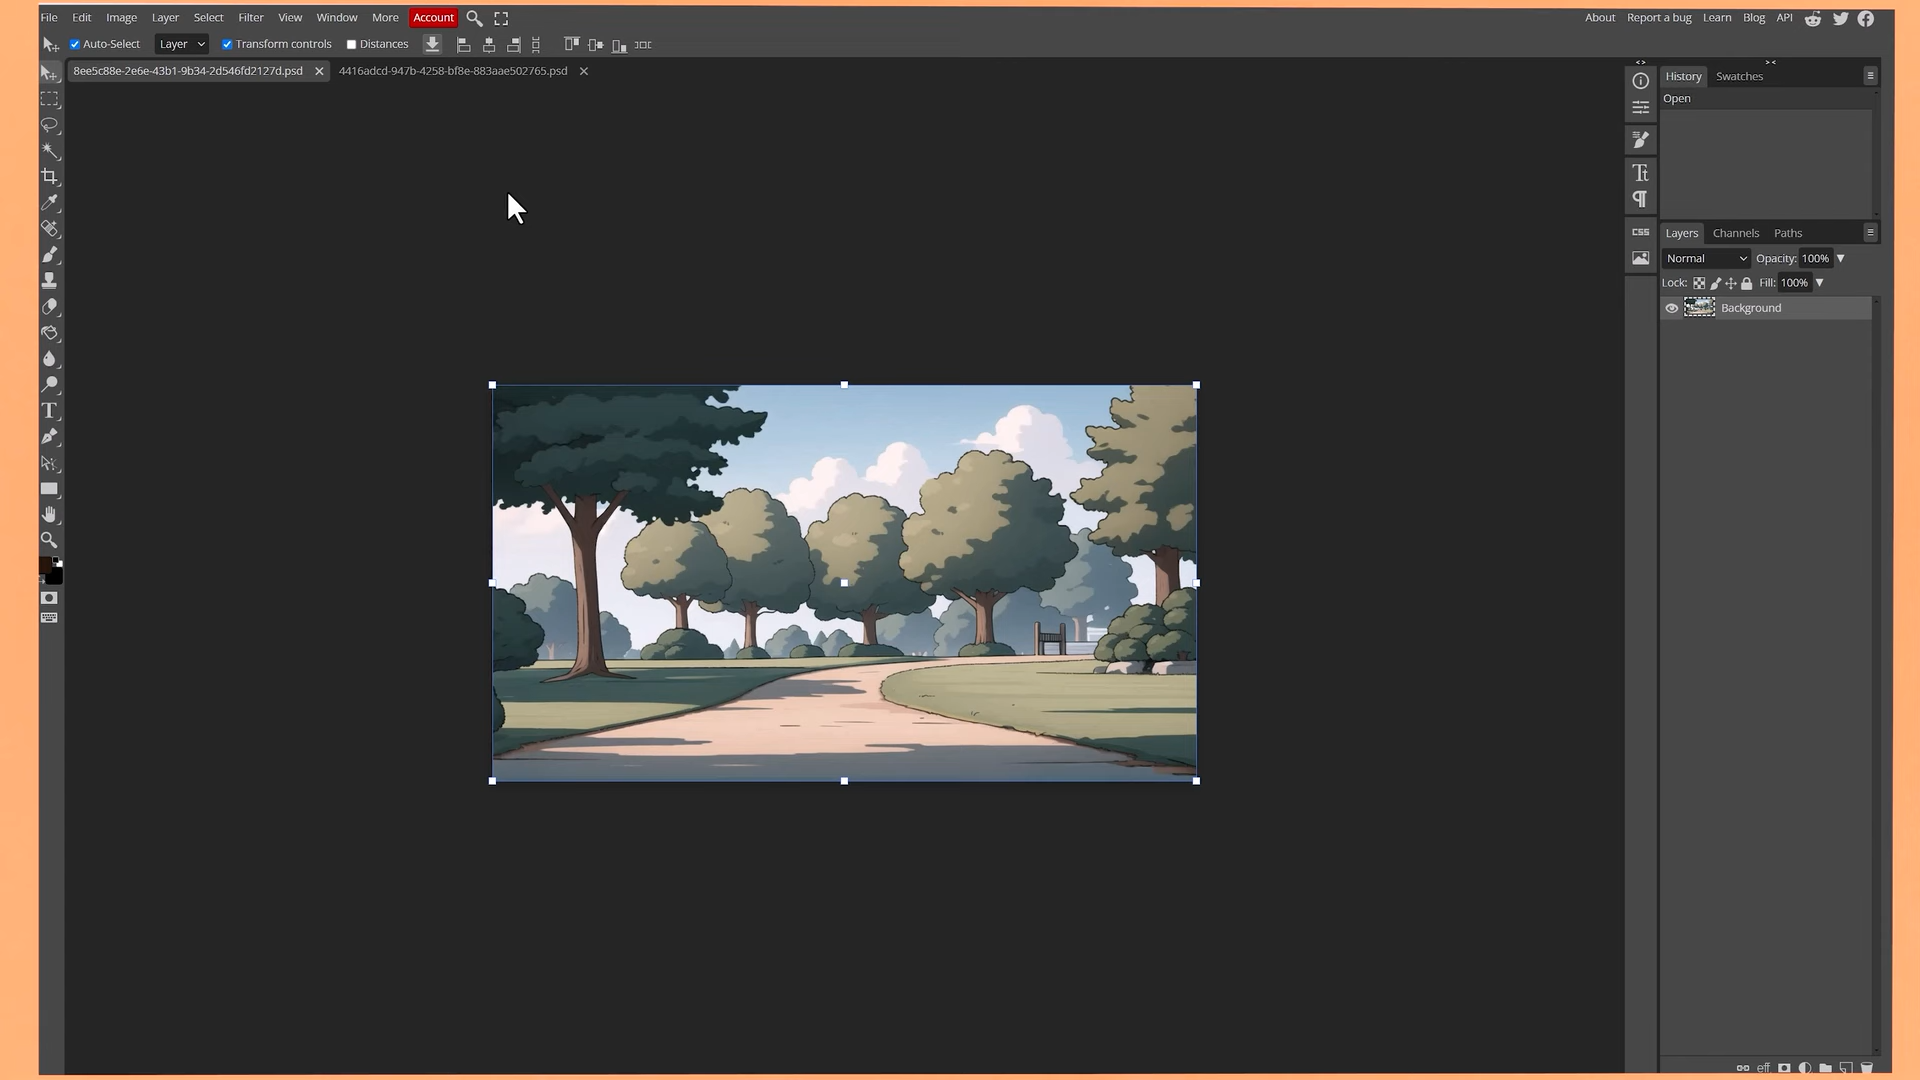 File Edit Image Layer Select Filter View Window More Account About Report a bug Learn Blog API
Auto-Select Layer Transform controls Distances
8ee5c88e-2e6e-43b1-9b34-2d546fd2127d.psd 4416adcd-947b-4258-bf8e-883aae502765.psd
History Swatches
Open
CSS
Layers Channels Paths
Normal Opacity: 100%
Lock: Fill: 100%
Background
eff